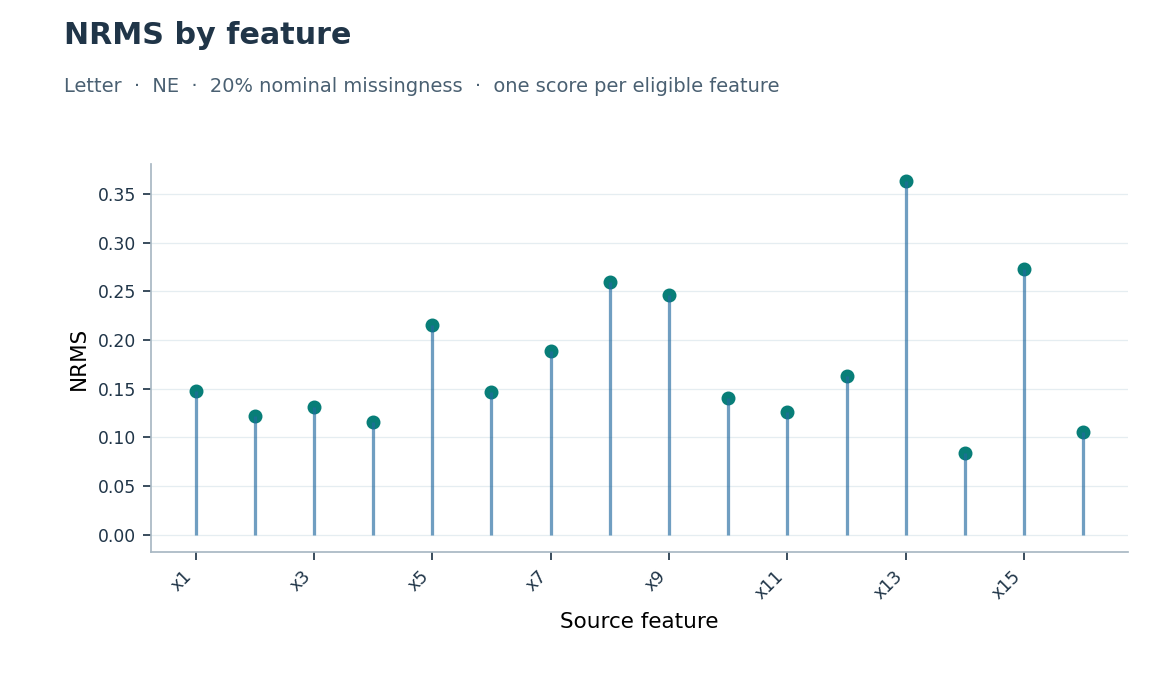 NRMS by feature
Letter · NE · 20% nominal missingness · one score per eligible feature
0.35
0.30
0.25
0.20
0.15
0.10
0.05
0.00
NRMS
x1
x3
x5
x7
x9
x11
x13
x15
Source feature